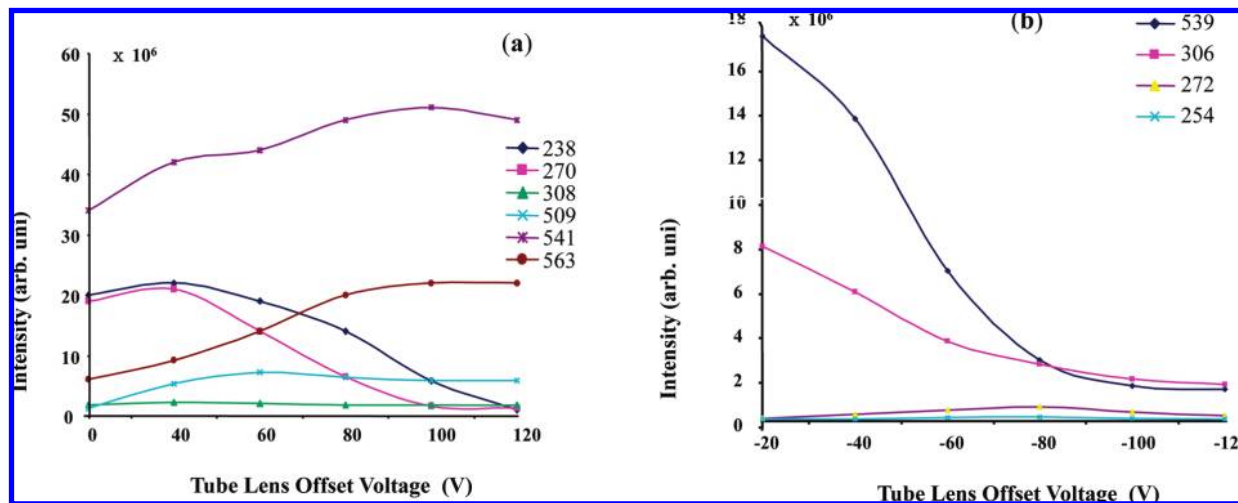 (a)
x 10⁶
60
50
40
30
20
10
0
0 40 60 80 100 120
Intensity (arb. uni)
Tube Lens Offset Voltage (V)
238
270
308
509
541
563
(b)
x 10⁶
18
16
14
12
10
8
6
4
2
0
-20 -40 -60 -80 -100 -12
Intensity (arb. uni)
Tube Lens Offset Voltage (V)
539
306
272
254